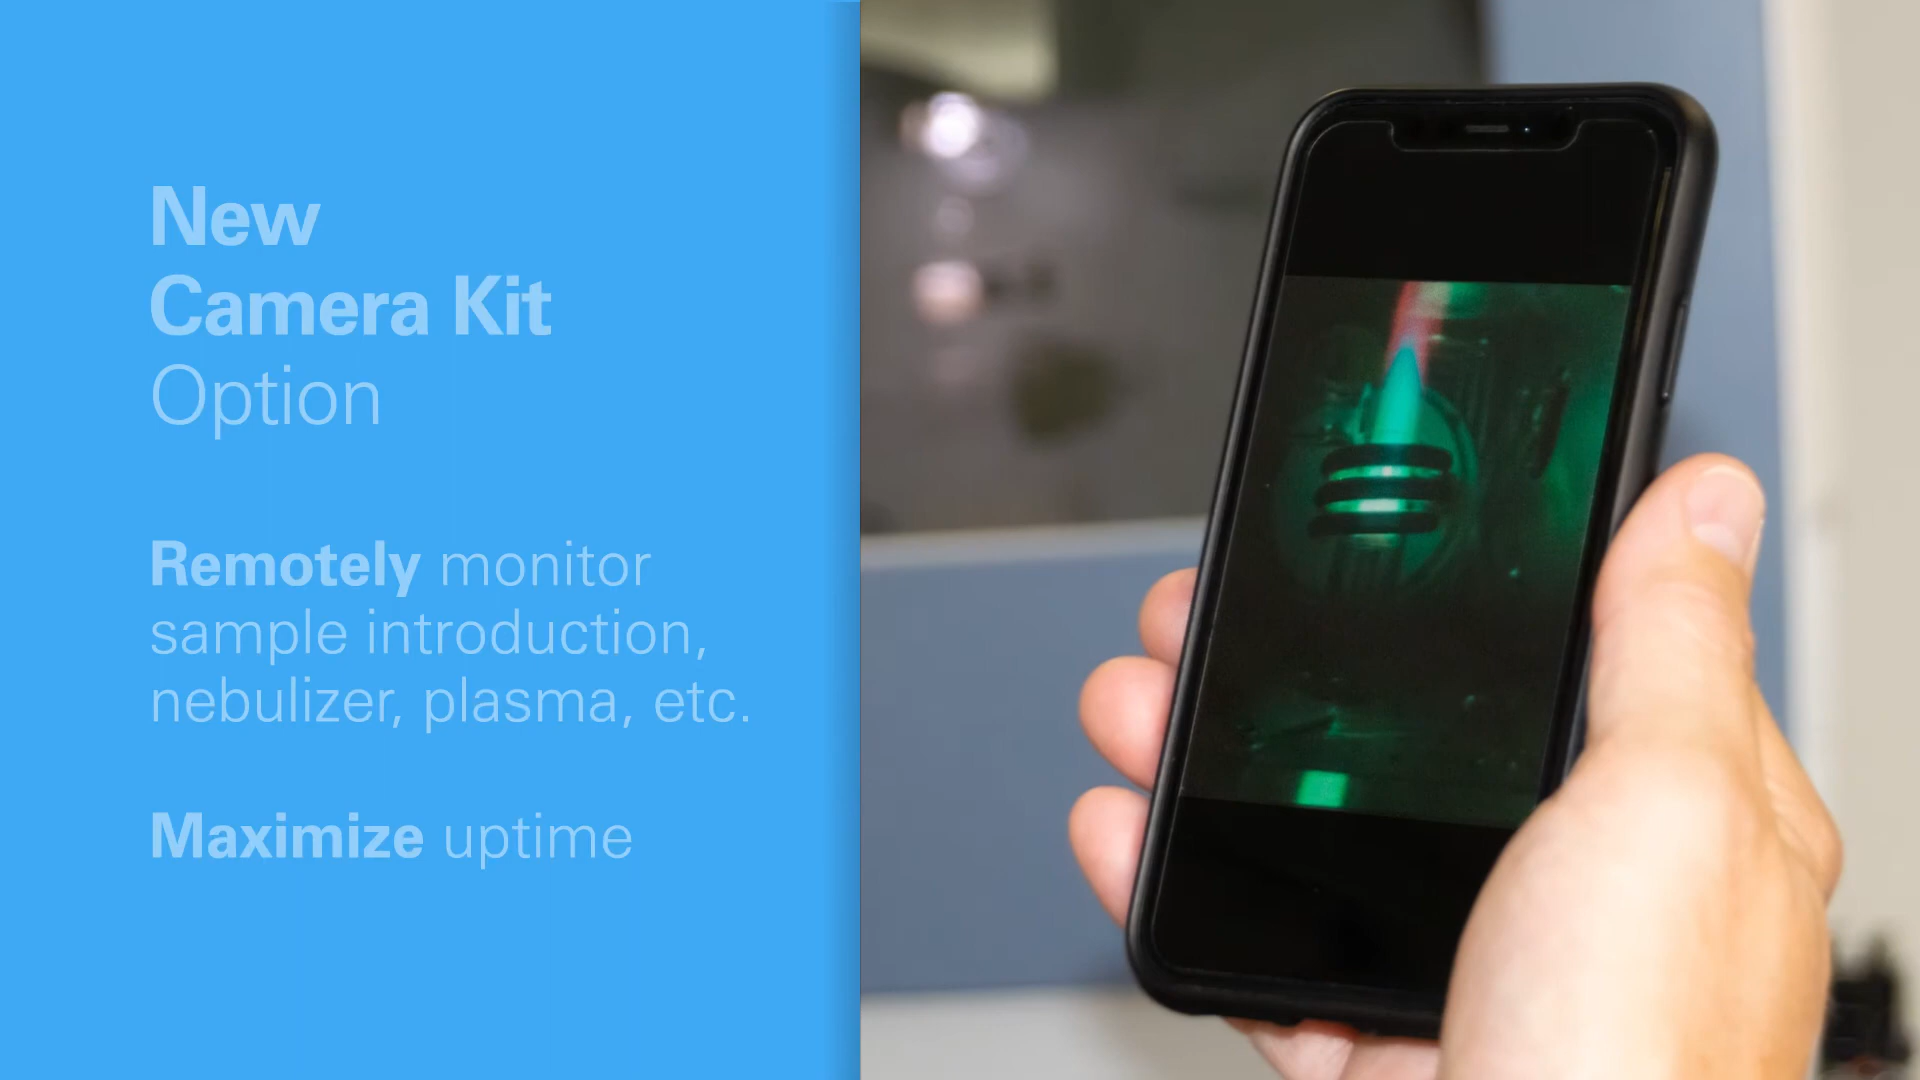 New
Camera Kit
Option
Remotely monitor
sample introduction,
nebulizer, plasma, etc.
Maximize uptime